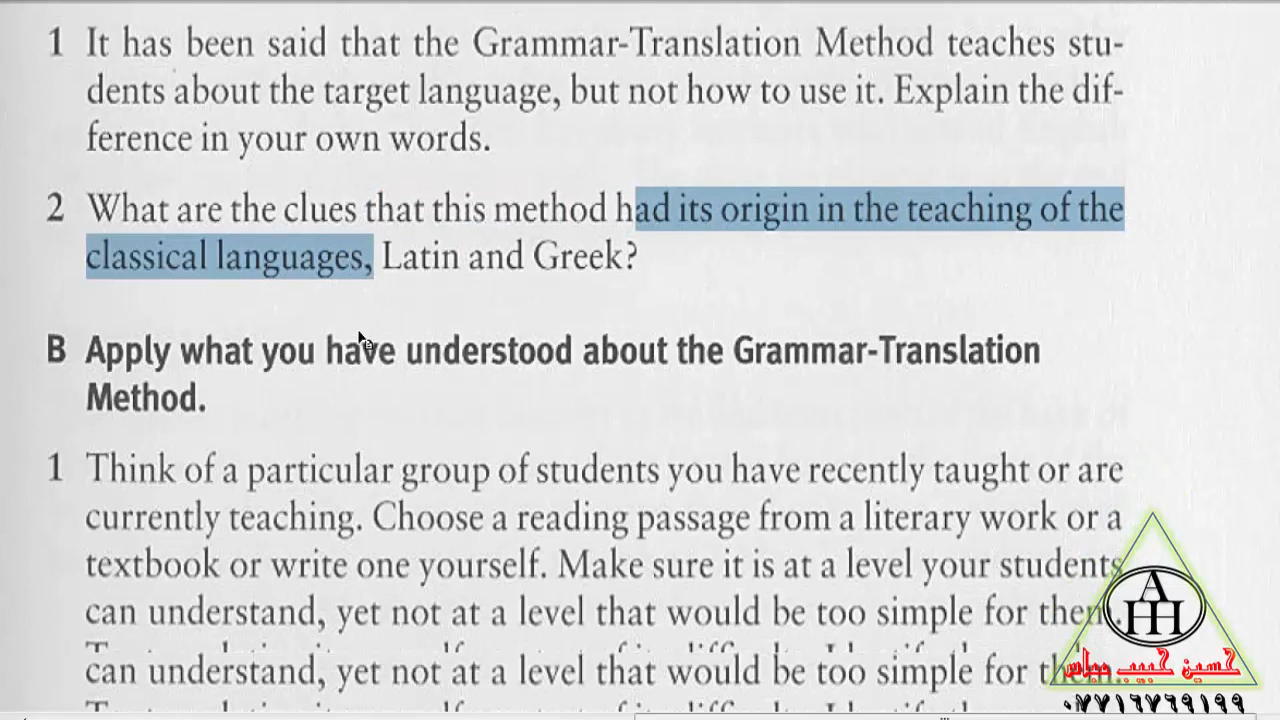 1 It has been said that the Grammar-Translation Method teaches stu-
dents about the target language, but not how to use it. Explain the dif-
ference in your own words.
2 What are the clues that this method had its origin in the teaching of the
classical languages, Latin and Greek?
B Apply what you have understood about the Grammar-Translation
Method.
1 Think of a particular group of students you have recently taught or are
currently teaching. Choose a reading passage from a literary work or a
textbook or write one yourself. Make sure it is at a level your students
can understand, yet not at a level that would be too simple for them.
can understand, yet not at a level that would be too simple for them.
A
HH
حسين حبيب عباس
٠٧٧١٦٧٦٩١٩٩